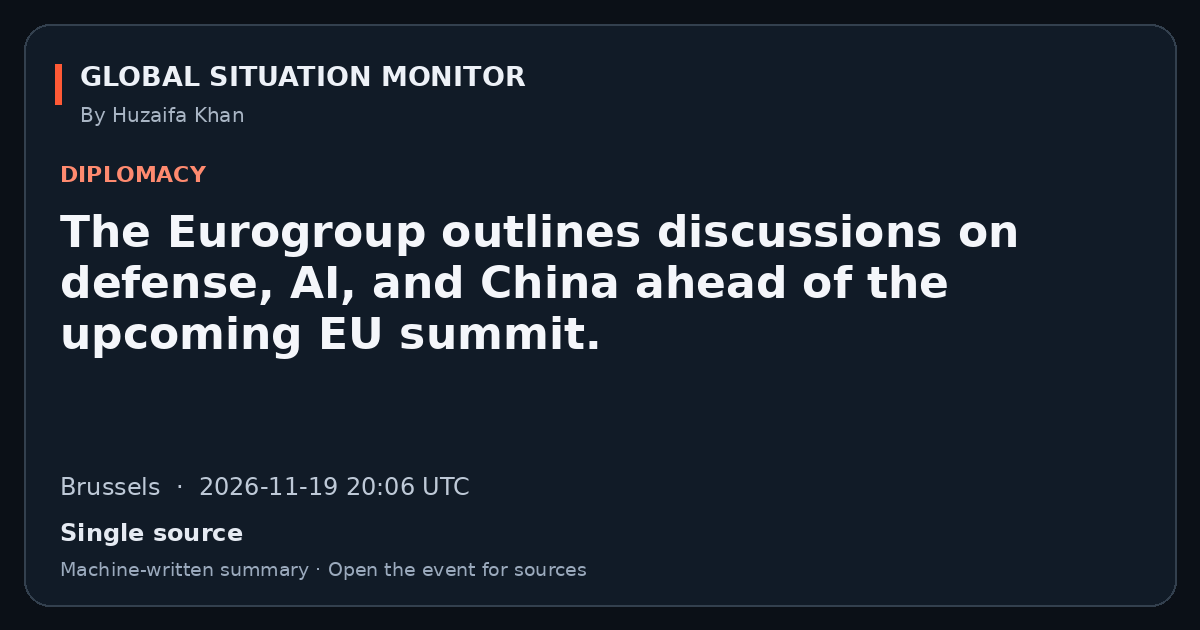 GLOBAL SITUATION MONITOR
By Huzaifa Khan
DIPLOMACY
The Eurogroup outlines discussions on
defense, AI, and China ahead of the
upcoming EU summit.
Brussels · 2026-11-19 20:06 UTC
Single source
Machine-written summary · Open the event for sources